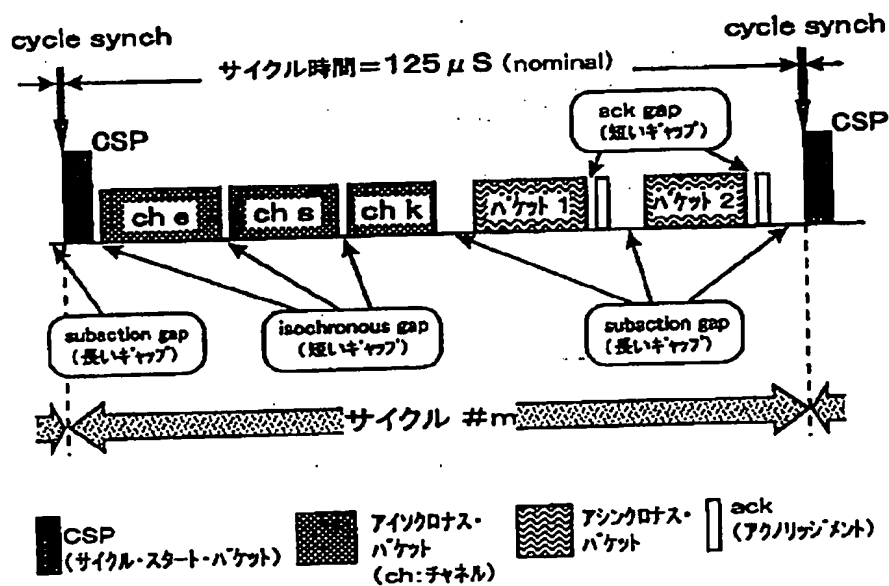 cycle synch
cycle synch
サイクル時間=125μS (nominal)
ack gap
(短いギャップ)
CSP
CSP
ch e
ch s
ch k
パケット 1
パケット 2
subaction gap
(長いギャップ)
isochronous gap
(短いギャップ)
subaction gap
(長いギャップ)
サイクル #m
CSP
(サイクル・スタート・パケット)
アイソクロナス・
パケット
(ch:チャネル)
アシンクロナス・
パケット
ack
(アクノリッジメント)